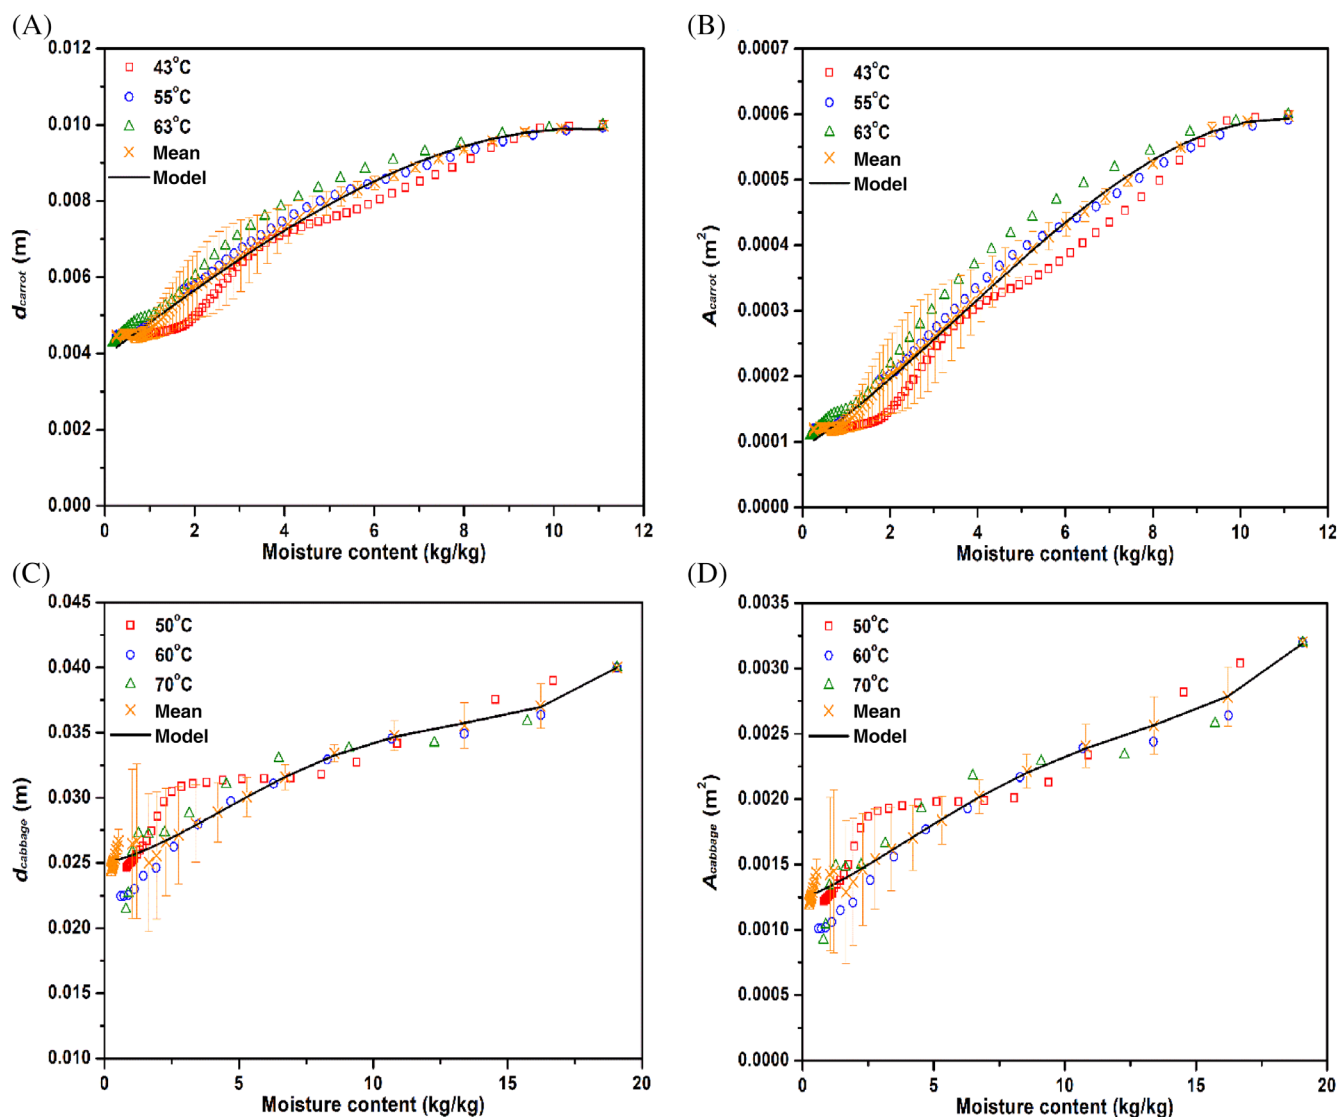 (A)
0.012
0.010
0.008
0.006
0.004
0.002
0.000
d carrot (m)
43°C
55°C
63°C
Mean
Model
0 2 4 6 8 10 12
Moisture content (kg/kg)
(B)
0.0007
0.0006
0.0005
0.0004
0.0003
0.0002
0.0001
0.0000
A carrot (m²)
43°C
55°C
63°C
Mean
Model
0 2 4 6 8 10 12
Moisture content (kg/kg)
(C)
0.045
0.040
0.035
0.030
0.025
0.020
0.015
0.010
d cabbage (m)
50°C
60°C
70°C
Mean
Model
0 5 10 15 20
Moisture content (kg/kg)
(D)
0.0035
0.0030
0.0025
0.0020
0.0015
0.0010
0.0005
0.0000
A cabbage (m²)
50°C
60°C
70°C
Mean
Model
0 5 10 15 20
Moisture content (kg/kg)